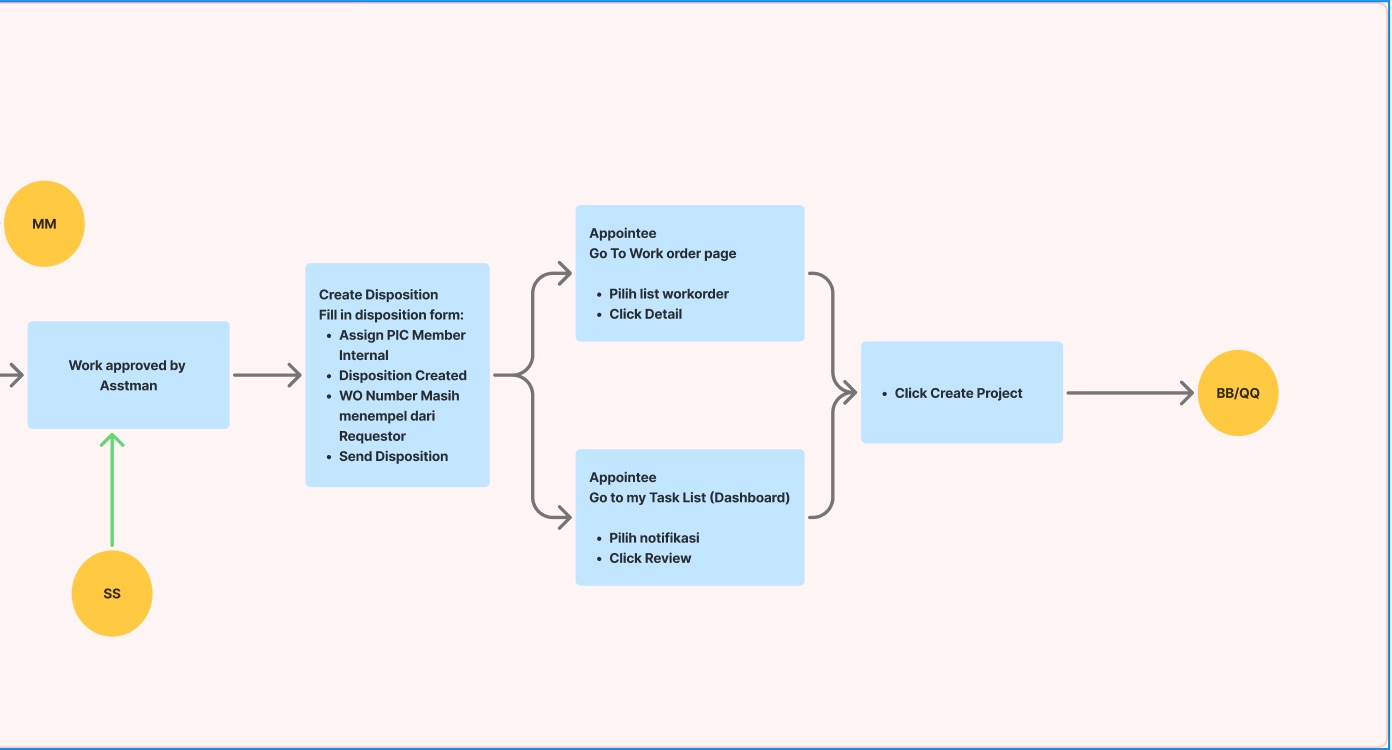 MM
Work approved by
Asstman
SS
Create Disposition
Fill in disposition form:
• Assign PIC Member
Internal
• Disposition Created
• WO Number Masih
menempel dari
Requestor
• Send Disposition
Appointee
Go To Work order page
• Pilih list workorder
• Click Detail
Appointee
Go to my Task List (Dashboard)
• Pilih notifikasi
• Click Review
• Click Create Project
BB/QQ